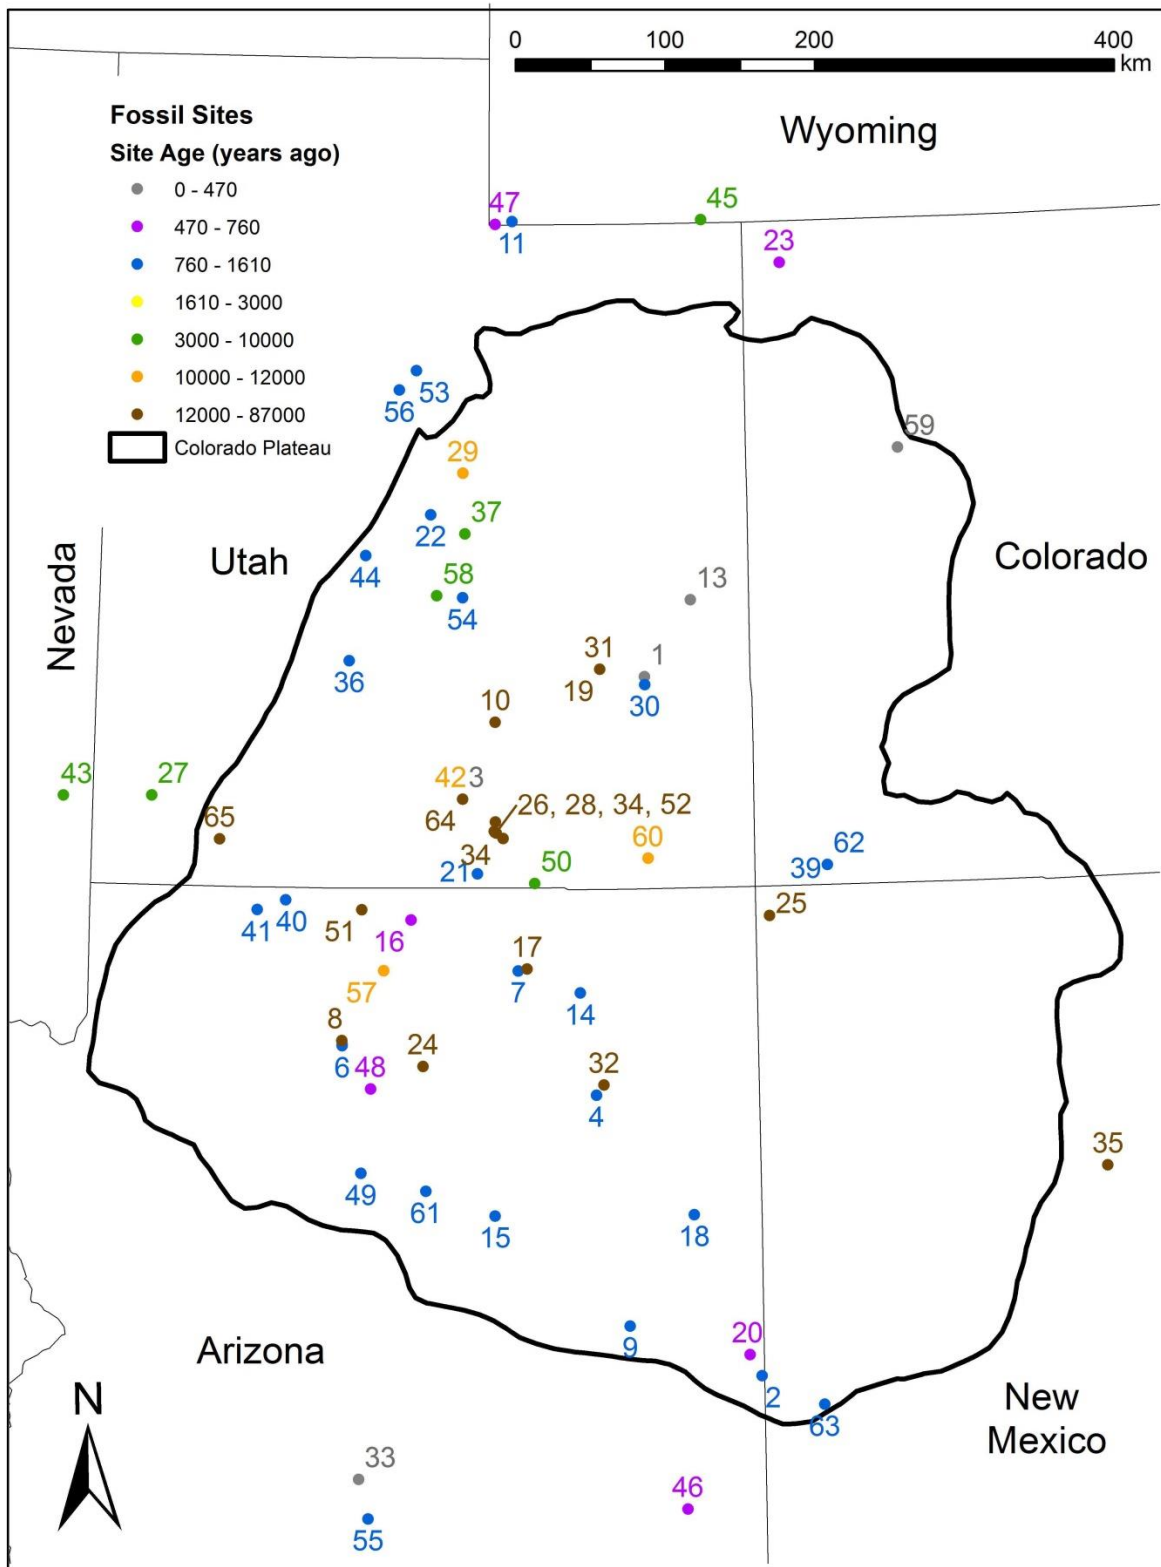 0 100 200 400
km
Fossil Sites
Site Age (years ago)
0 - 470
470 - 760
760 - 1610
1610 - 3000
3000 - 10000
10000 - 12000
12000 - 87000
Colorado Plateau
Wyoming
47
11
45
23
53
56
59
29
37
22
Nevada
Utah
Colorado
44
58
54
13
31
1
36
19
30
10
43
27
42
3
65
64
26, 28, 34, 52
60
62
34
21
50
39
41
40
51
16
25
17
57
7
14
8
6
24
48
32
4
35
49
61
15
18
Arizona
9
20
2
63
New
Mexico
N
33
46
55